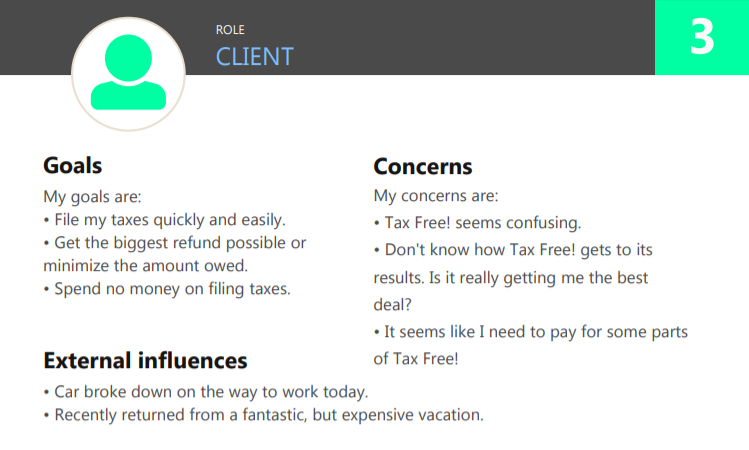 ROLE
CLIENT
3
Goals
My goals are:
• File my taxes quickly and easily.
• Get the biggest refund possible or
minimize the amount owed.
• Spend no money on filing taxes.
Concerns
My concerns are:
• Tax Free! seems confusing.
• Don't know how Tax Free! gets to its
results. Is it really getting me the best
deal?
• It seems like I need to pay for some parts
of Tax Free!
External influences
• Car broke down on the way to work today.
• Recently returned from a fantastic, but expensive vacation.